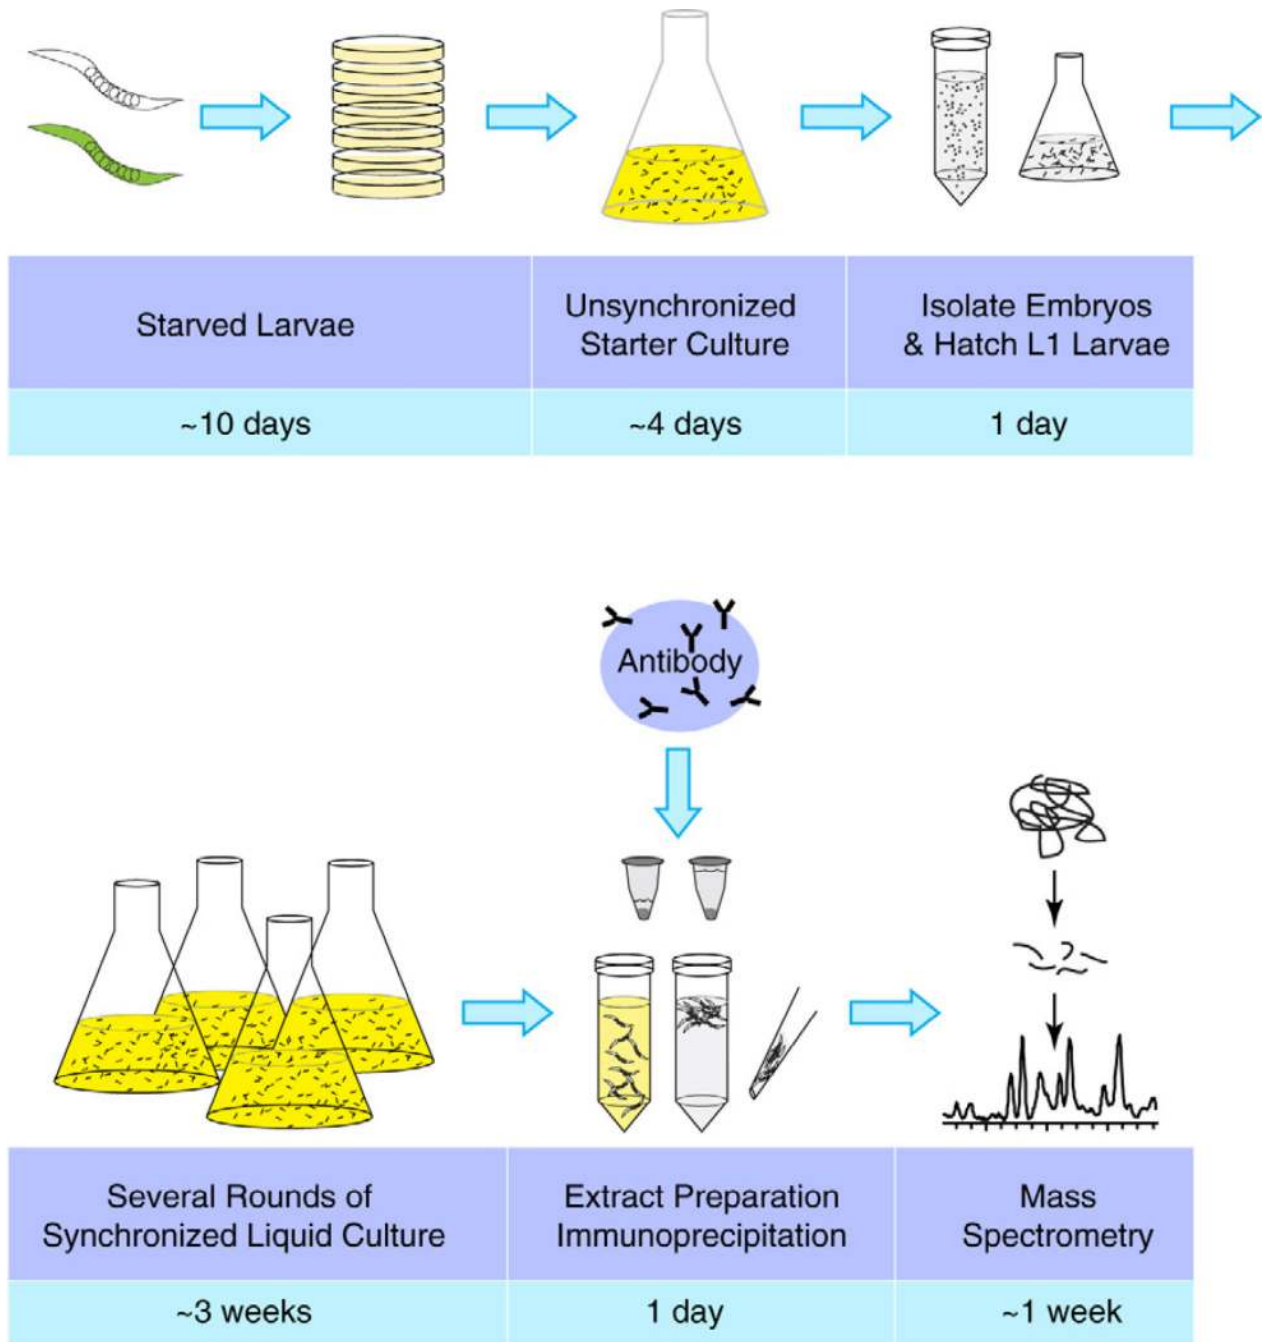 Starved Larvae
Unsynchronized
Starter Culture
Isolate Embryos
& Hatch L1 Larvae
~10 days
~4 days
1 day
Antibody
Several Rounds of
Synchronized Liquid Culture
Extract Preparation
Immunoprecipitation
Mass
Spectrometry
~3 weeks
1 day
~1 week